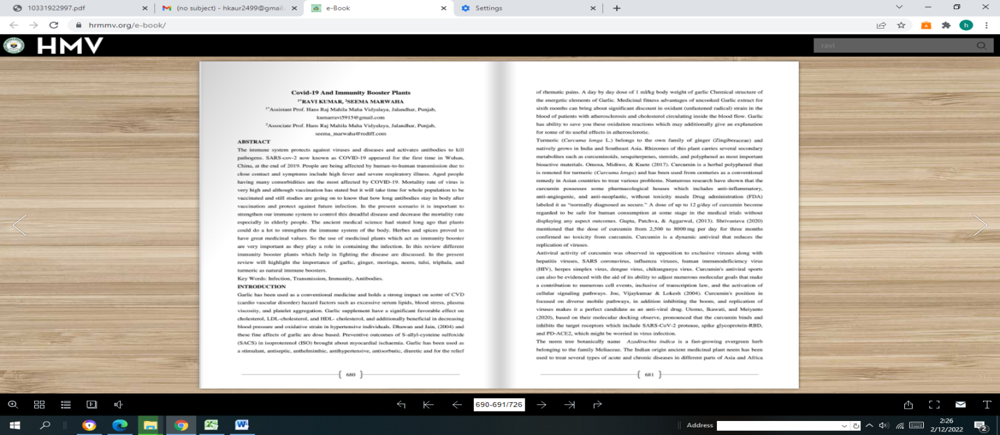 10331922997.pdf
(no subject) - hkaur2499@gmail.
e-Book
Settings
hrmmv.org/e-book/
h
HMV
ravi
Covid-19 And Immunity Booster Plants
1*RAVI KUMAR, 2SEEMA MARWAHA
1*Assistant Prof. Hans Raj Mahila Maha Vidyalaya, Jalandhar, Punjab,
kumarravi5915@gmail.com
2Associate Prof. Hans Raj Mahila Maha Vidyalaya, Jalandhar, Punjab,
seema_marwaha@rediff.com
ABSTRACT
The immune system protects against viruses and diseases and activates antibodies to kill
pathogens. SARS-cov-2 now known as COVID-19 appeared for the first time in Wuhan,
China, at the end of 2019. People are being affected by human-to-human transmission due to
close contact and symptoms include high fever and severe respiratory illness. Aged people
having many comorbidities are the most affected by COVID-19. Mortality rate of virus is
very high and although vaccination has stated but it will take time for whole population to be
vaccinated and still studies are going on to know that how long antibodies stay in body after
vaccination and protect against future infection. In the present scenario it is important to
strengthen our immune system to control this dreadful disease and decrease the mortality rate
especially in elderly people. The ancient medical science had stated long ago that plants
could do a lot to strengthen the immune system of the body. Herbes and spices proved to
have great medicinal values. So the use of medicinal plants which act as immunity booster
are very important as they play a role in containing the infection. In this review different
immunity booster plants which help in fighting the disease are discussed. In the present
review will highlight the importance of garlic, ginger, moringa, neem, tulsi, triphala, and
turmeric as natural immune boosters.
Key Words: Infection, Transmission, Immunity, Antibodies.
INTRODUCTION
Garlic has been used as a conventional medicine and holds a strong impact on some of CVD
(cardio vascular disorder) hazard factors such as excessive serum lipids, blood stress, plasma
viscosity, and platelet aggregation. Garlic supplement have a significant favorable effect on
cholesterol, LDL-cholesterol, and HDL- cholesterol, and additionally beneficial in decreasing
blood pressure and oxidative strain in hypertensive individuals. Dhawan and Jain, (2004) and
these fine affects of garlic are dose based. Preventive outcomes of S-allyl-cysteine sulfoxide
(SACS) in isoproterenol (ISO) brought about myocardial ischaemia. Garlic has been used as
a stimulant, antiseptic, anthelminthic, antihypertensive, antisorbutic, diuretic and for the relief
680
of rhematic pains. A day by day dose of 1 ml/kg body weight of garlic Chemical structure of
the energetic elements of Garlic. Medicinal fitness advantages of uncooked Garlic extract for
sixth months can bring about significant discount in oxidant (unfastened radical) strain in the
blood of patients with atherosclerosis and cholesterol circulating inside the blood flow. Garlic
has ability to save you these oxidation reactions which may additionally give an explanation
for some of its useful effects in atherosclerotic.
Turmeric (Curcuma longa L.) belongs to the own family of ginger (Zingiberaceae) and
natively grows in India and Southeast Asia. Rhizomes of this plant carries several secondary
metabolites such as curcuminoids, sesquiterpenes, steroids, and polyphenol as most important
bioactive materials. Omosa, Midiwo, & Kuete (2017). Curcumin is a herbal polyphenol that
is remoted for turmeric (Curcuma longa) and has been used from centuries as a conventional
remedy in Asian countries to treat various problems. Numerous research have shown that the
curcumin possesses some pharmacological houses which includes anti-inflammatory,
anti-angiogenic, and anti-neoplastic, without toxicity meals Drug administration (FDA)
labeled it as "normally diagnosed as secure." A dose of up to 12 g/day of curcumin become
regarded to be safe for human consumption at some stage in the medical trials without
displaying any aspect outcomes. Gupta, Patchva, & Aggarwal, (2013). Shrivastava (2020)
mentioned that the dose of curcumin from 2,500 to 8000 mg per day for three months
confirmed no toxicity from curcumin. Curcumin is a dynamic antiviral that reduces the
replication of viruses.
Antiviral activity of curcumin was observed in opposition to exclusive viruses along with
hepatitis viruses, SARS coronavirus, influenza viruses, human immunodeficiency virus
(HIV), herpes simplex virus, dengue virus, chikungunya virus. Curcumin's antiviral sports
can also be evidenced with the aid of its ability to adjust numerous molecular goals that make
a contribution to numerous cell events, inclusive of transcription law, and the activation of
cellular signaling pathways. Joe, Vijaykumar & Lokesh (2004). Curcumin's position in
focused on diverse mobile pathways, in addition inhibiting the boom, and replication of
viruses makes it a perfect candidate as an anti-viral drug. Utomo, Ikawati, and Meiyanto
(2020), based on their molecular docking observe, pronounced that the curcumin binds and
inhibits the target receptors which include SARS-CoV-2 protease, spike glycoprotein-RBD,
and PD-ACE2, which might be worried in virus infection.
The neem tree botanically name Azadirachta indica is a fast-growing evergreen herb
belonging to the family Meliaceae. The Indian origin ancient medicinal plant neem has been
used to treat several types of acute and chronic diseases in different parts of Asia and Africa
681
690-691/726
Address
2:26
2/12/2022
2